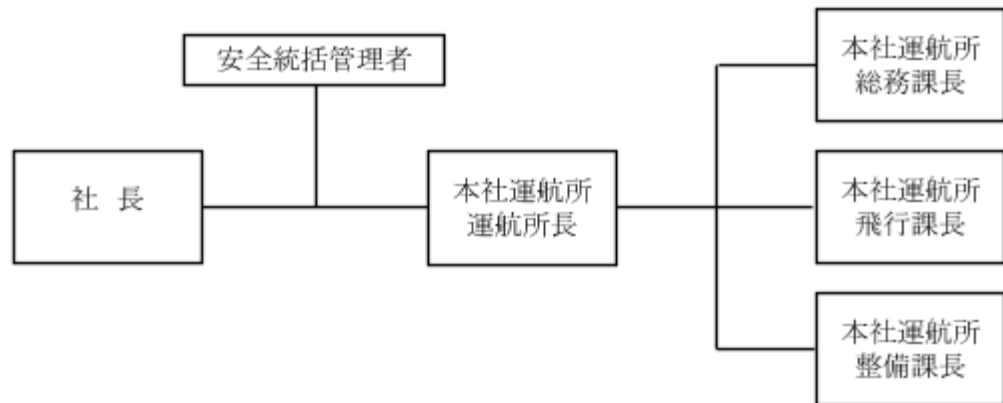 安全統括管理者
社 長
本社運航所
運航所長
本社運航所
総務課長
本社運航所
飛行課長
本社運航所
整備課長